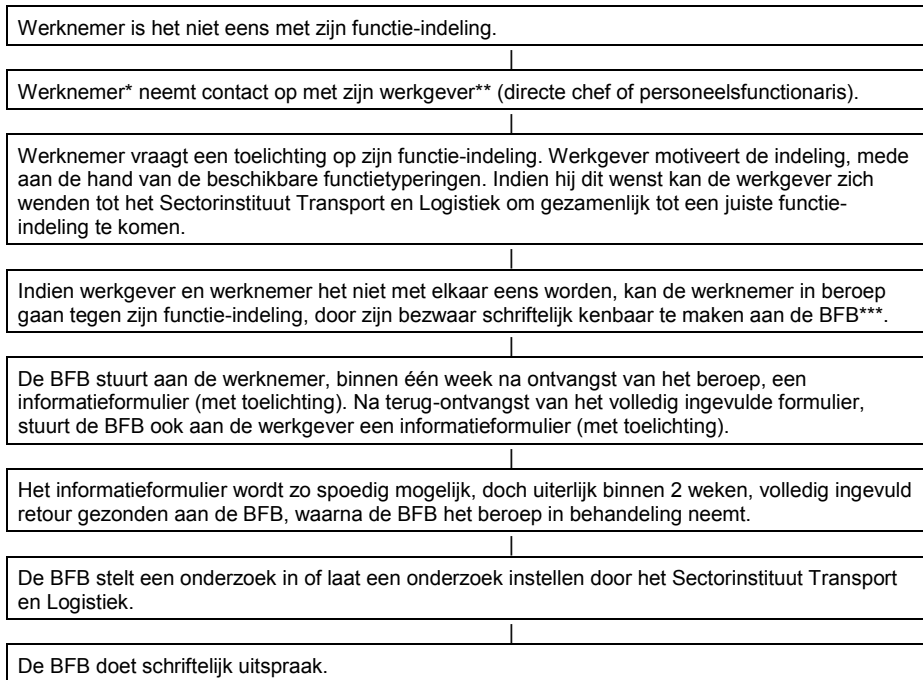 Werknemer is het niet eens met zijn functie-indeling.
Werknemer* neemt contact op met zijn werkgever** (directe chef of personeelsfunctionaris).
Werknemer vraagt een toelichting op zijn functie-indeling. Werkgever motiveert de indeling, mede
aan de hand van de beschikbare functietyperingen. Indien hij dit wenst kan de werkgever zich
wenden tot het Sectorinstituut Transport en Logistiek om gezamenlijk tot een juiste functie-
indeling te komen.
Indien werkgever en werknemer het niet met elkaar eens worden, kan de werknemer in beroep
gaan tegen zijn functie-indeling, door zijn bezwaar schriftelijk kenbaar te maken aan de BFB***.
De BFB stuurt aan de werknemer, binnen één week na ontvangst van het beroep, een
informatieformulier (met toelichting). Na terug-ontvangst van het volledig ingevulde formulier,
stuurt de BFB ook aan de werkgever een informatieformulier (met toelichting).
Het informatieformulier wordt zo spoedig mogelijk, doch uiterlijk binnen 2 weken, volledig ingevuld
retour gezonden aan de BFB, waarna de BFB het beroep in behandeling neemt.
De BFB stelt een onderzoek in of laat een onderzoek instellen door het Sectorinstituut Transport
en Logistiek.
De BFB doet schriftelijk uitspraak.